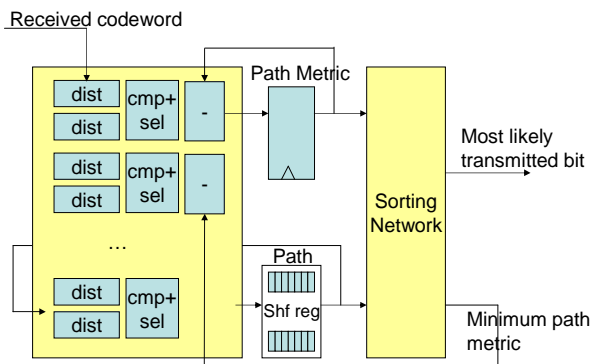 Received codeword
Path Metric
dist
dist
cmp+
sel
-
dist
dist
cmp+
sel
-
...
dist
dist
cmp+
sel
Path
Shf reg
Sorting
Network
Most likely
transmitted bit
Minimum path
metric